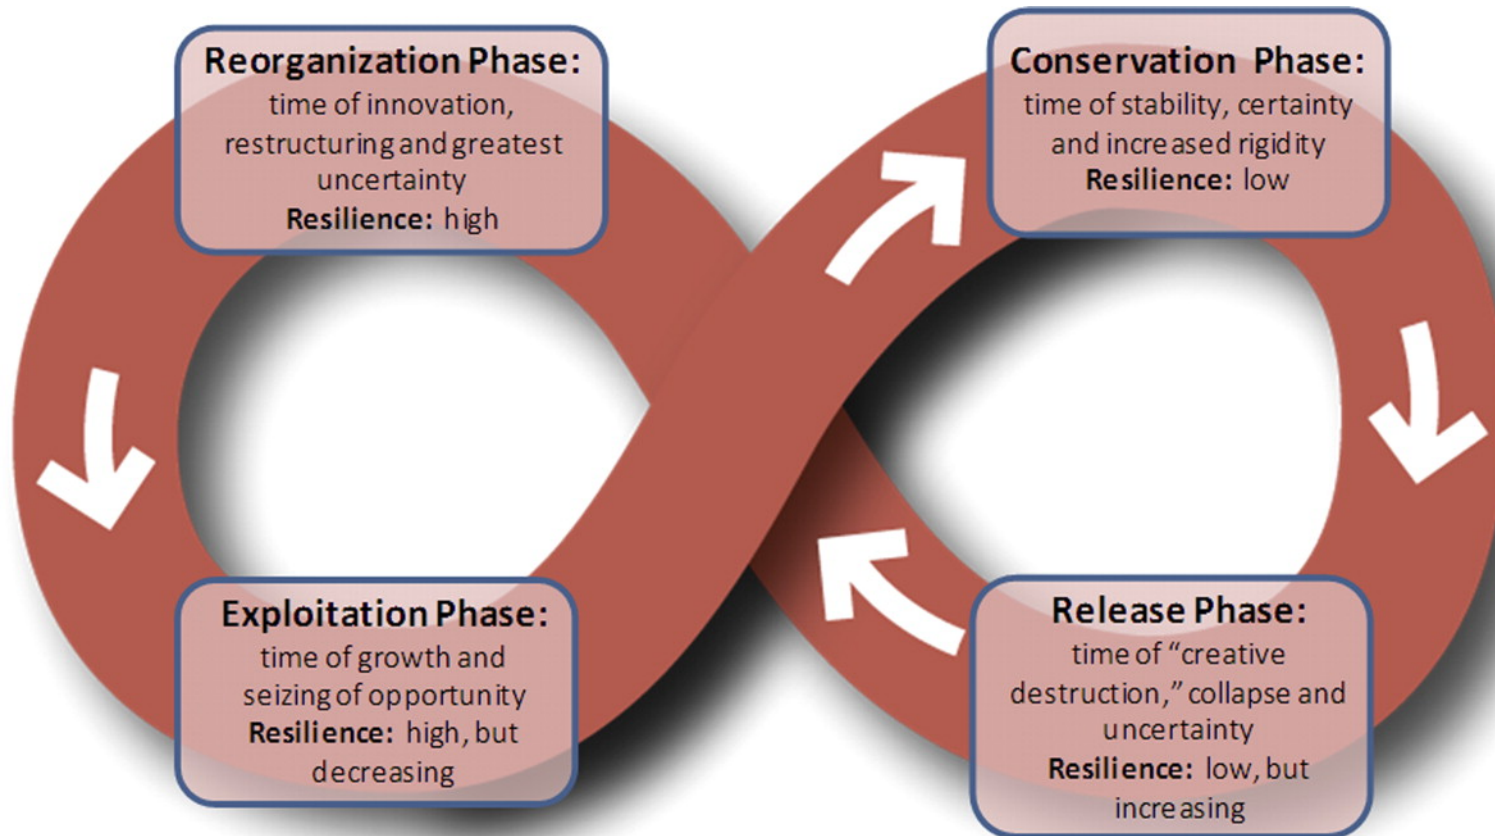 Reorganization Phase:
time of innovation,
restructuring and greatest
uncertainty
Resilience: high
Conservation Phase:
time of stability, certainty
and increased rigidity
Resilience: low
Exploitation Phase:
time of growth and
seizing of opportunity
Resilience: high, but
decreasing
Release Phase:
time of “creative
destruction,” collapse and
uncertainty
Resilience: low, but
increasing